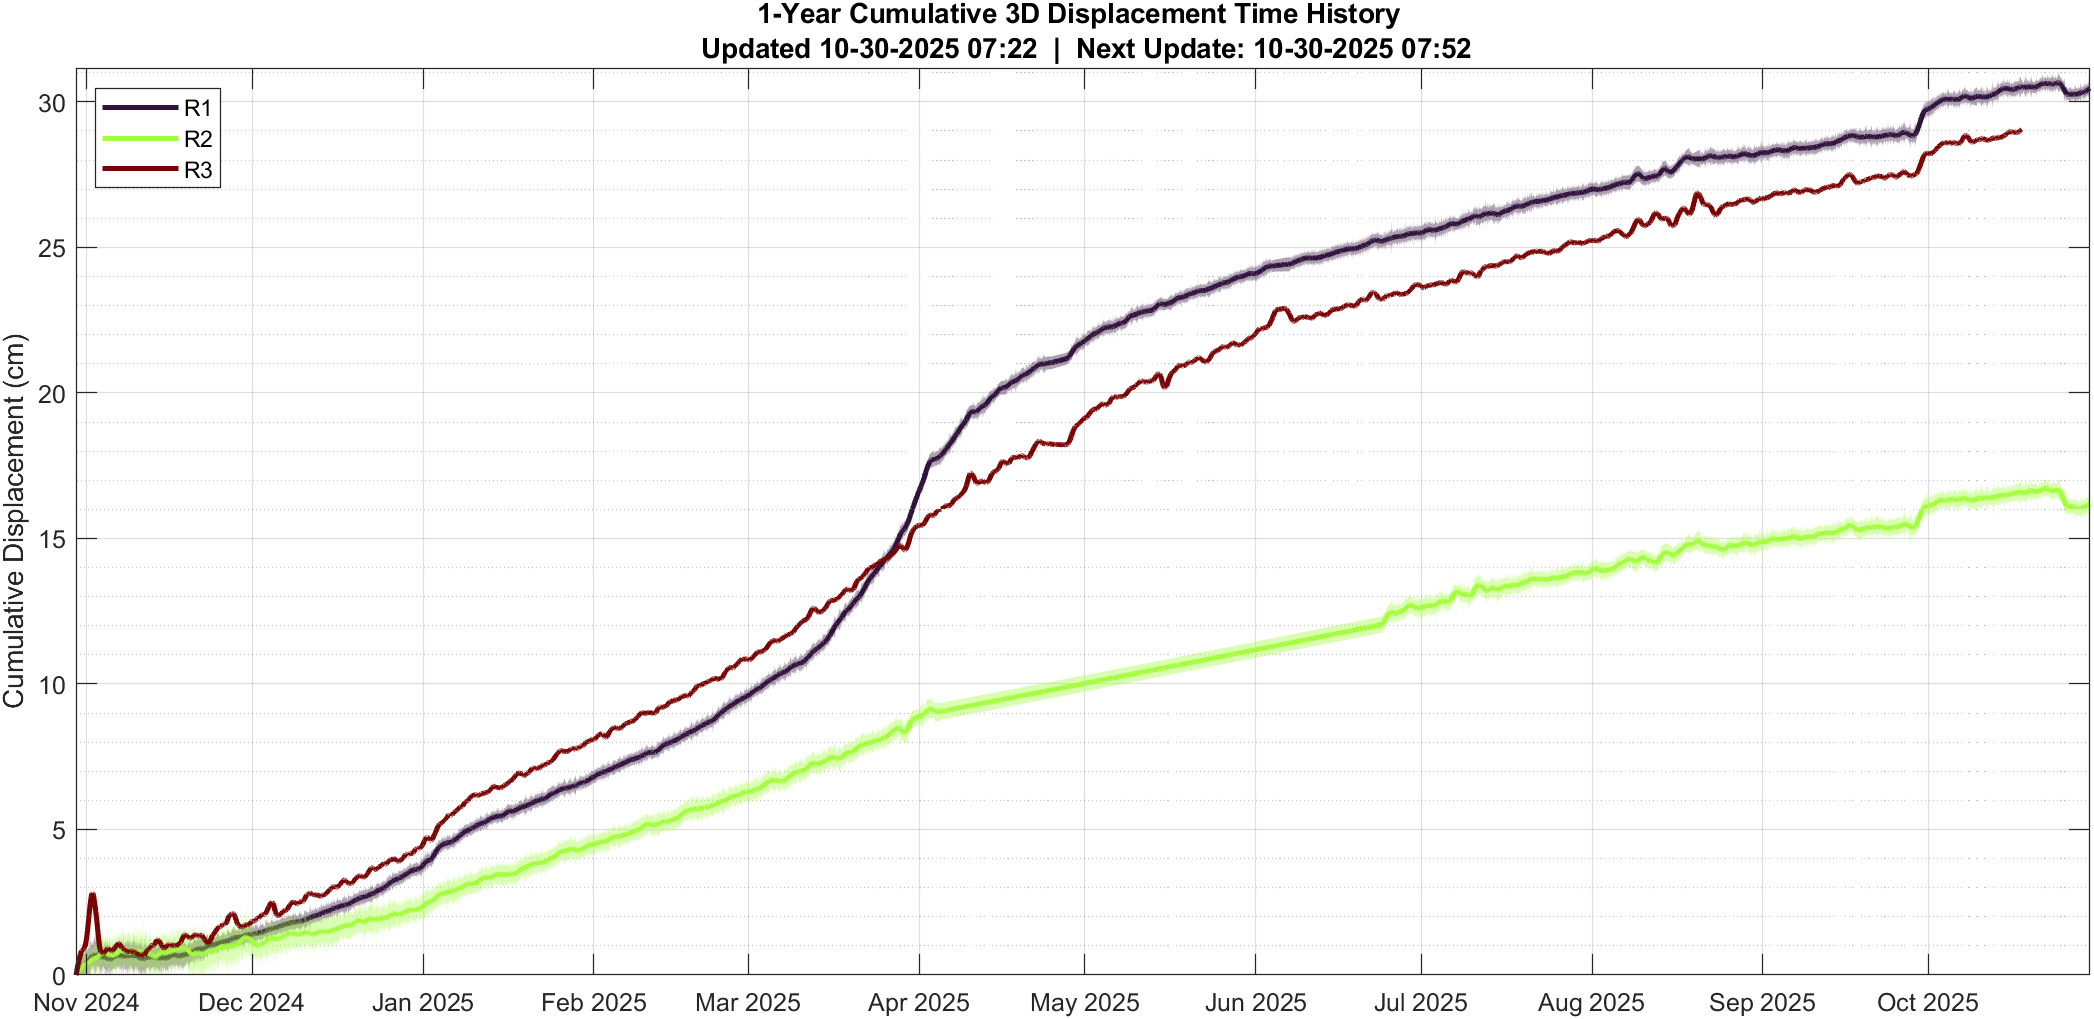 1-Year Cumulative 3D Displacement Time History
Updated 10-30-2025 07:22 | Next Update: 10-30-2025 07:52
R1
R2
R3
Cumulative Displacement (cm)
30
25
20
15
10
5
0
Nov 2024
Dec 2024
Jan 2025
Feb 2025
Mar 2025
Apr 2025
May 2025
Jun 2025
Jul 2025
Aug 2025
Sep 2025
Oct 2025